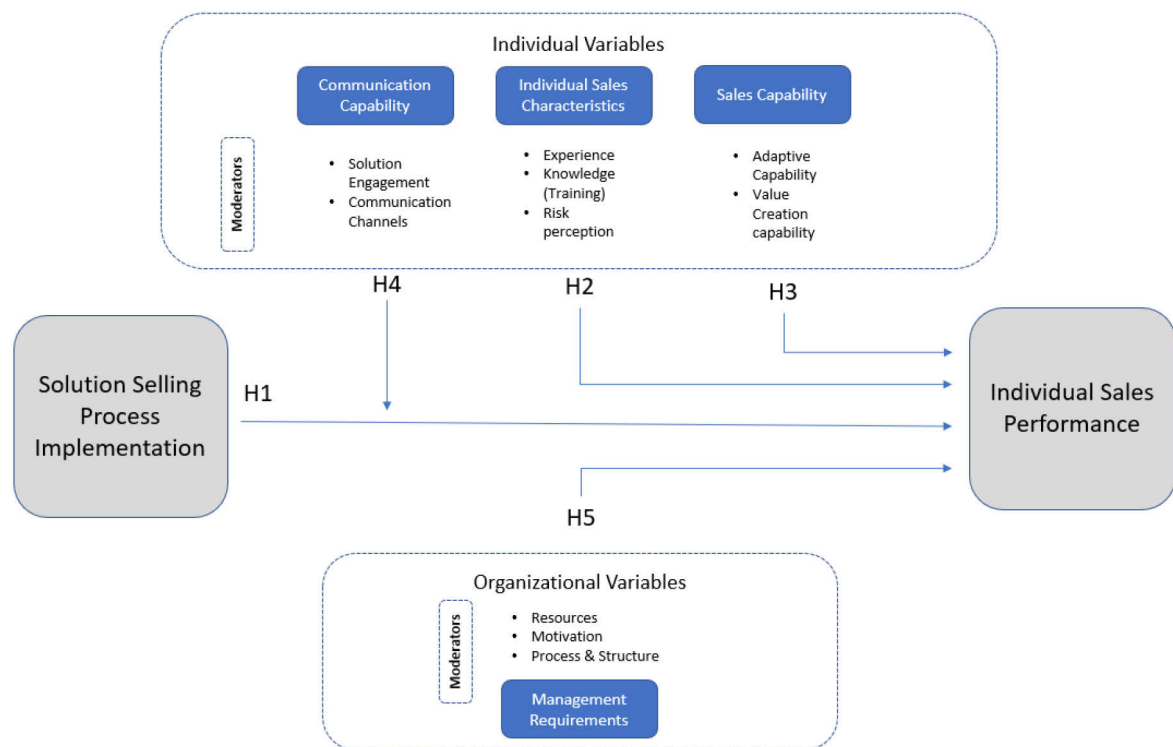 Individual Variables
Communication
Capability
Individual Sales
Characteristics
Sales Capability
Moderators
• Solution
Engagement
• Communication
Channels
• Experience
• Knowledge
(Training)
• Risk
perception
• Adaptive
Capability
• Value
Creation
capability
H4
H2
H3
Solution Selling
Process
Implementation
H1
Individual Sales
Performance
H5
Organizational Variables
Moderators
• Resources
• Motivation
• Process & Structure
Management
Requirements